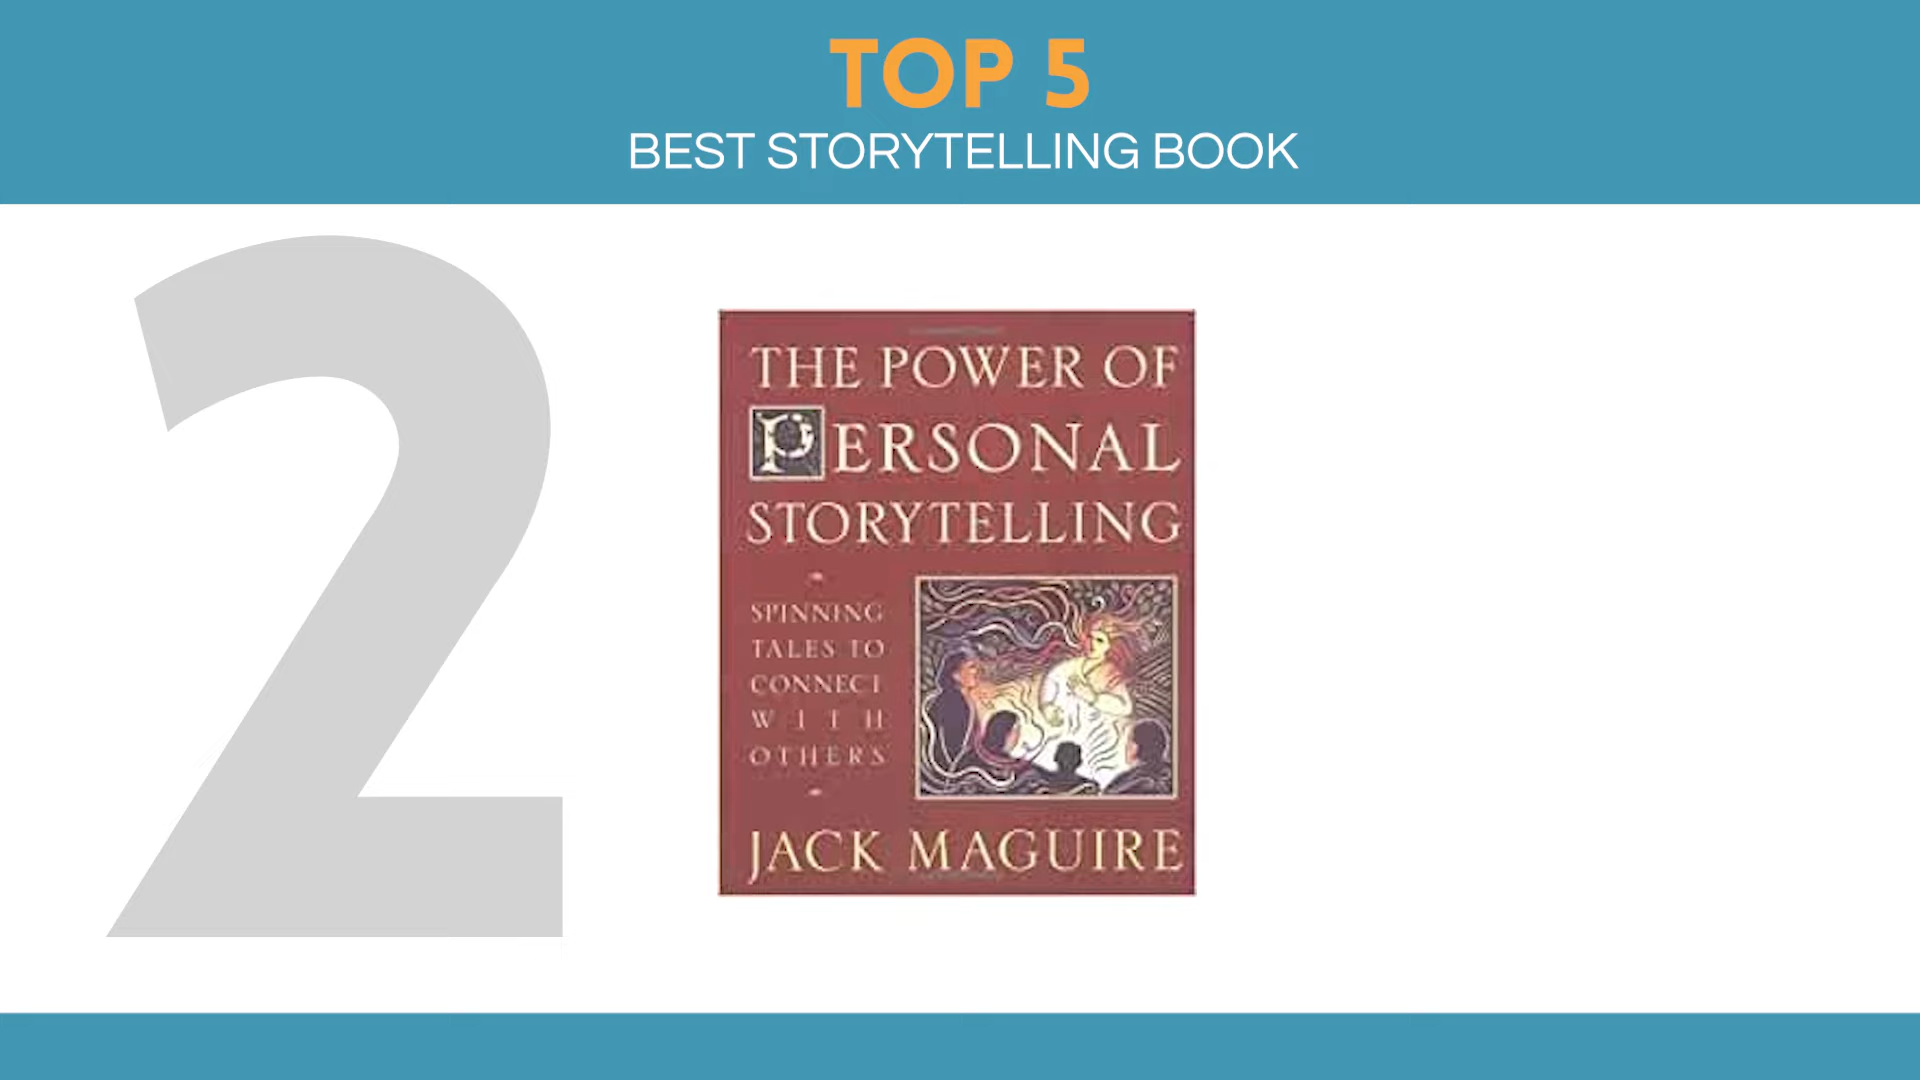 TOP 5
BEST STORYTELLING BOOK
2
THE POWER OF
PERSONAL
STORYTELLING
SPINNING
TALES TO
CONNECT
WITH
OTHERS
JACK MAGUIRE